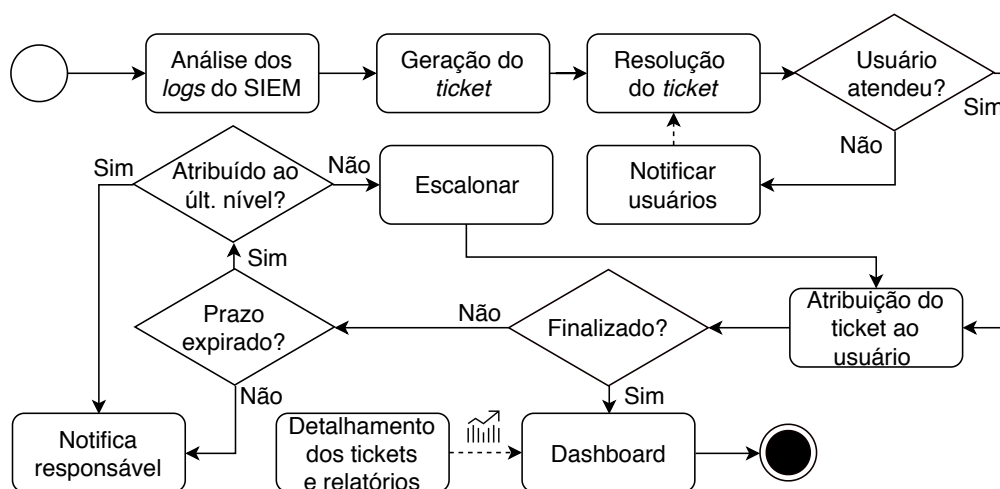 Análise dos
logs do SIEM
Geração do
ticket
Resolução
do ticket
Usuário
atendeu?
Sim
Não
Notificar
usuários
Sim
Atribuído ao
últ. nível?
Não
Escalonar
Sim
Prazo
expirado?
Não
Não
Finalizado?
Sim
Atribuição do
ticket ao
usuário
Notifica
responsável
Detalhamento
dos tickets
e relatórios
Dashboard